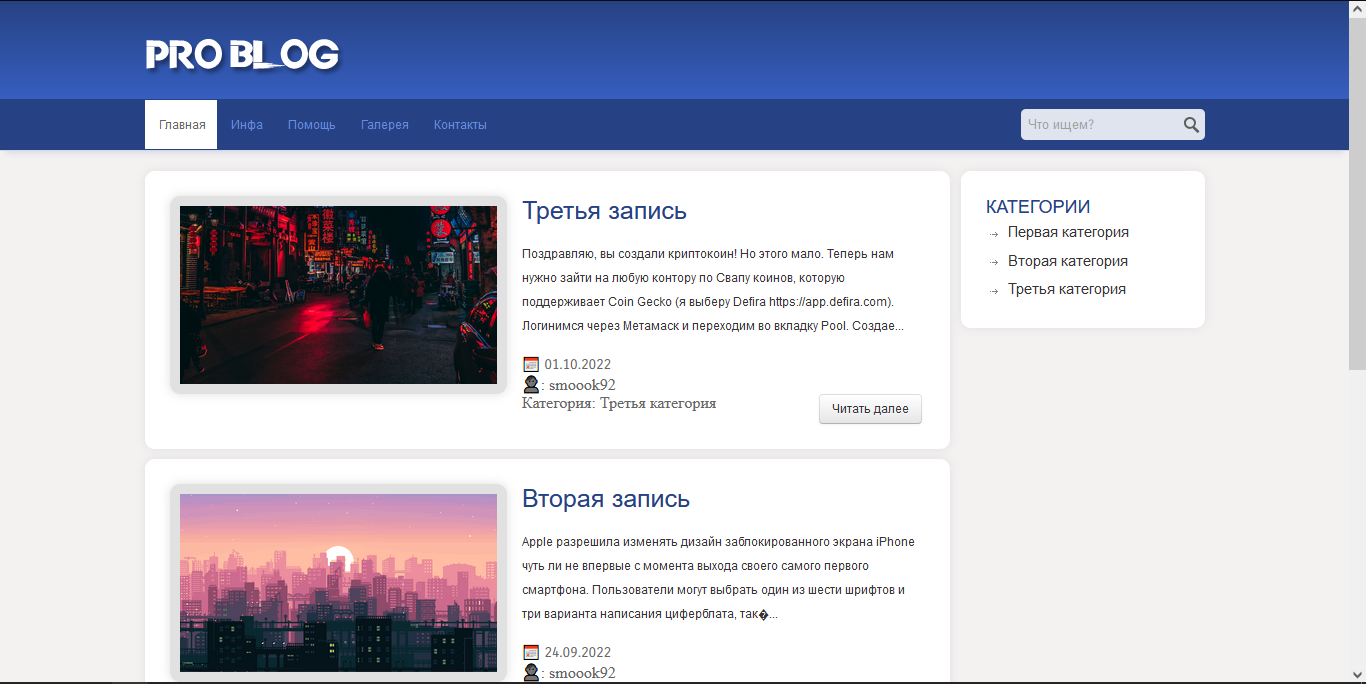 PRO BLOG
Главная Инфа Помощь Галерея Контакты Что ищем?
Третья запись
Поздравляю, вы создали криптокоин! Но этого мало. Теперь нам
нужно зайти на любую контору по Свапу коинов, которую
поддерживает Coin Gecko (я выберу Defira https://app.defira.com).
Логинимся через Метамаск и переходим во вкладку Pool. Создае...
01.10.2022
: smoook92
Категория: Третья категория
Читать далее
КАТЕГОРИИ
Первая категория
Вторая категория
Третья категория
Вторая запись
Apple разрешила изменять дизайн заблокированного экрана iPhone
чуть ли не впервые с момента выхода своего самого первого
смартфона. Пользователи могут выбрать один из шести шрифтов и
три варианта написания циферблата, так�...
24.09.2022
: smoook92